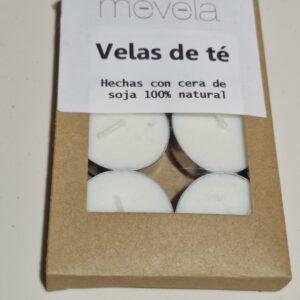 mevela
Velas de té
Hechas con cera de
soja 100% natural